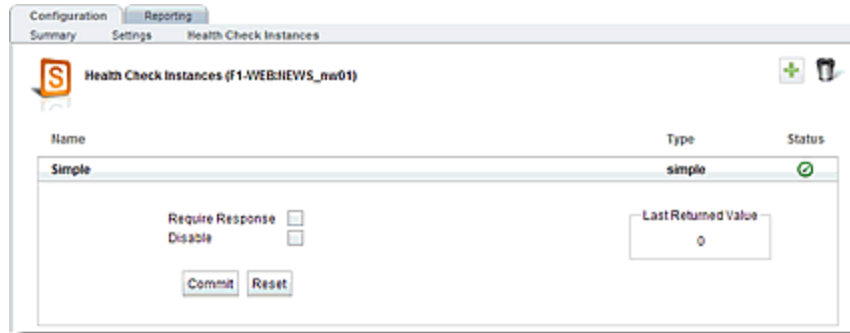 Configuration Reporting
Summary Settings Health Check Instances
S
Health Check Instances (F1-WEB:NEWS_nw01)
Name Type Status
Simple simple
Require Response
Last Returned Value
Disable
0
Commit Reset